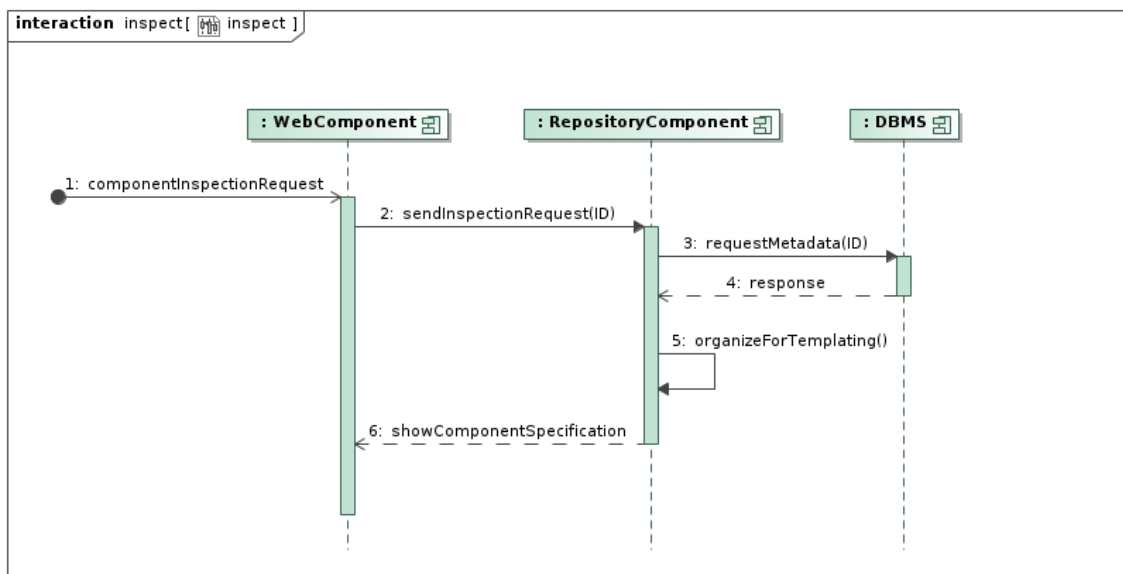 interaction inspect[ inspect ]
: WebComponent
: RepositoryComponent
: DBMS
1: componentInspectionRequest
2: sendInspectionRequest(ID)
3: requestMetadata(ID)
4: response
5: organizeForTemplating()
6: showComponentSpecification